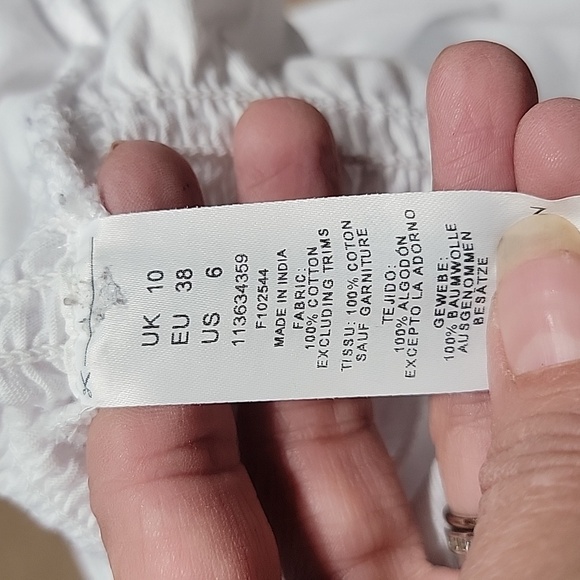 UK 10
EU 38
US 6
113634359
F102544
MADE IN INDIA
FABRIC:
100% COTTON
EXCLUDING TRIMS
TISSU: 100% COTON
SAUF GARNITURE
TEJIDO:
100% ALGODÓN
EXCEPTO LA ADORNO
GEWEBE:
100% BAUMWOLLE
AUSGENOMMEN
BESÄTZE